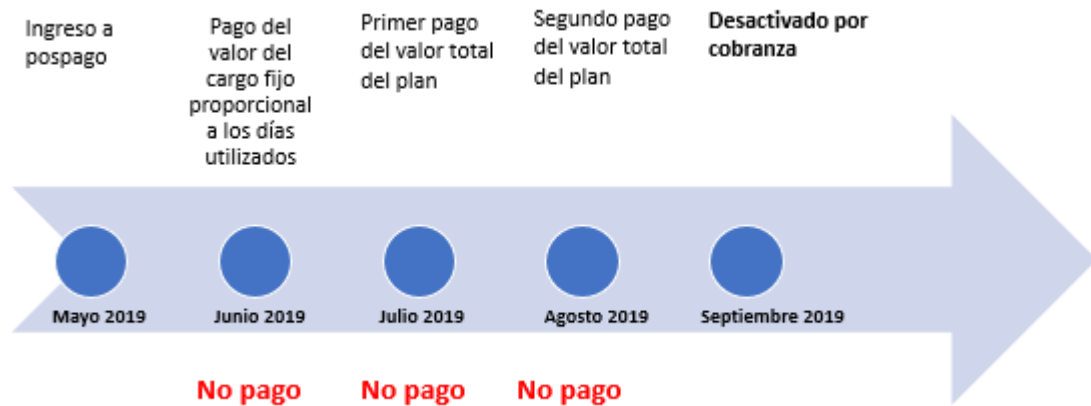 Ingreso a
pospago
Pago del
valor del
cargo fijo
proporcional
a los días
utilizados
Primer pago
del valor total
del plan
Segundo pago
del valor total
del plan
Desactivado por
cobranza
Mayo 2019
Junio 2019
Julio 2019
Agosto 2019
Septiembre 2019
No pago
No pago
No pago